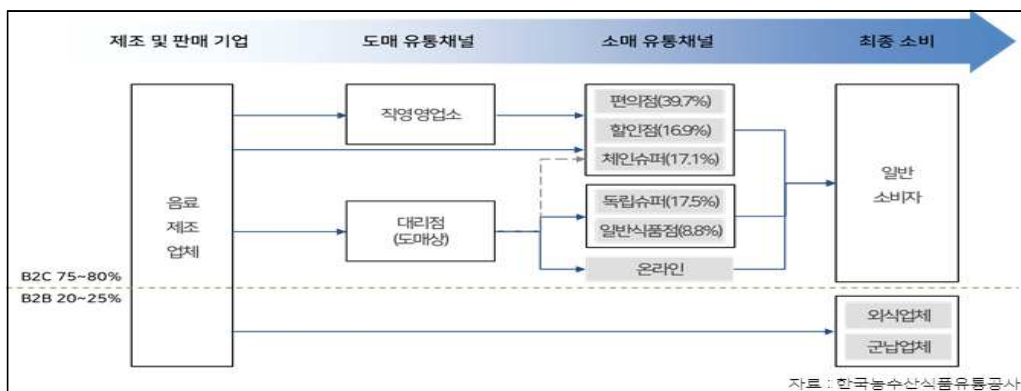 제조 및 판매 기업
도매 유통채널
소매 유통채널
최종 소비
음료
제조
업체
직영영업소
대리점
(도매상)
편의점(39.7%)
할인점(16.9%)
체인슈퍼(17.1%)
독립슈퍼(17.5%)
일반식품점(8.8%)
온라인
일반
소비자
B2C 75~80%
B2B 20~25%
외식업체
군납업체
자료 : 한국농수산식품유통공사